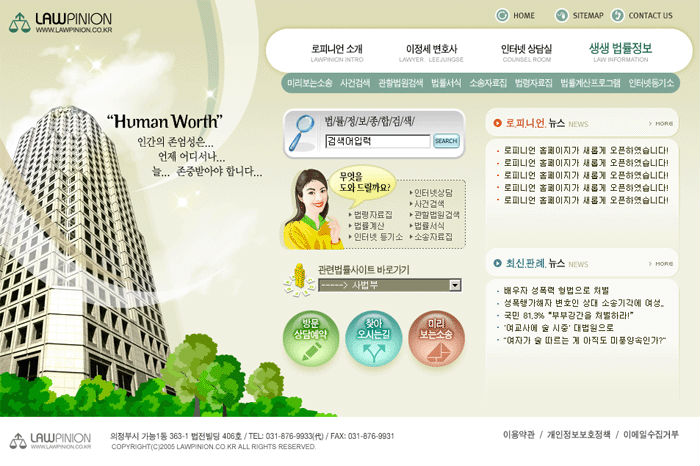 LAWPINION
WWW.LAWPINION.CO.KR
HOME SITEMAP CONTACT US
로피니언 소개 이정세 변호사 인터넷 상담실 생생 법률정보
LAWPINION INTRO LAWYER. LEEJUNGSE COUNSEL ROOM LAW INFORMATION
미리보는소송 사건검색 관할법원검색 법률서식 소송자료집 법령자료집 법률계산프로그램 인터넷등기소
"Human Worth"
인간의 존엄성은...
언제 어디서나...
늘... 존중받아야 합니다...
법/률/정/보/종/합/검/색/
검색어입력 SEARCH
무엇을
도와 드릴까요?
인터넷상담
사건검색
법령자료집 관할법원검색
법률계산 법률서식
인터넷 등기소 소송자료집
관련법률사이트 바로가기
-----> 사법부
방문
상담예약
찾아
오시는길
미리
보는소송
로.피니언. 뉴스 NEWS MORE
로피니언 홈페이지가 새롭게 오픈하였습니다!
로피니언 홈페이지가 새롭게 오픈하였습니다!
로피니언 홈페이지가 새롭게 오픈하였습니다!
로피니언 홈페이지가 새롭게 오픈하였습니다!
로피니언 홈페이지가 새롭게 오픈하였습니다!
최신.판례. 뉴스 NEWS MORE
배우자 성폭력 형법으로 처벌
성폭행가해자 변호인 상대 소송기각에 여성..
국민 81.3% "부부강간을 처벌하라!"
'여교사에 술 시중' 대법원으로
"여자가 술 따르는 게 아직도 미풍양속인가?"
LAWPINION
WWW.LAWPINION.CO.KR
의정부시 가능1동 363-1 법전빌딩 406호 / TEL: 031-876-9933(代) / FAX: 031-876-9931
COPYRIGHT(C)2005 LAWPINION.CO.KR ALL RIGHTS RESERVED.
이용약관 / 개인정보보호정책 / 이메일수집거부